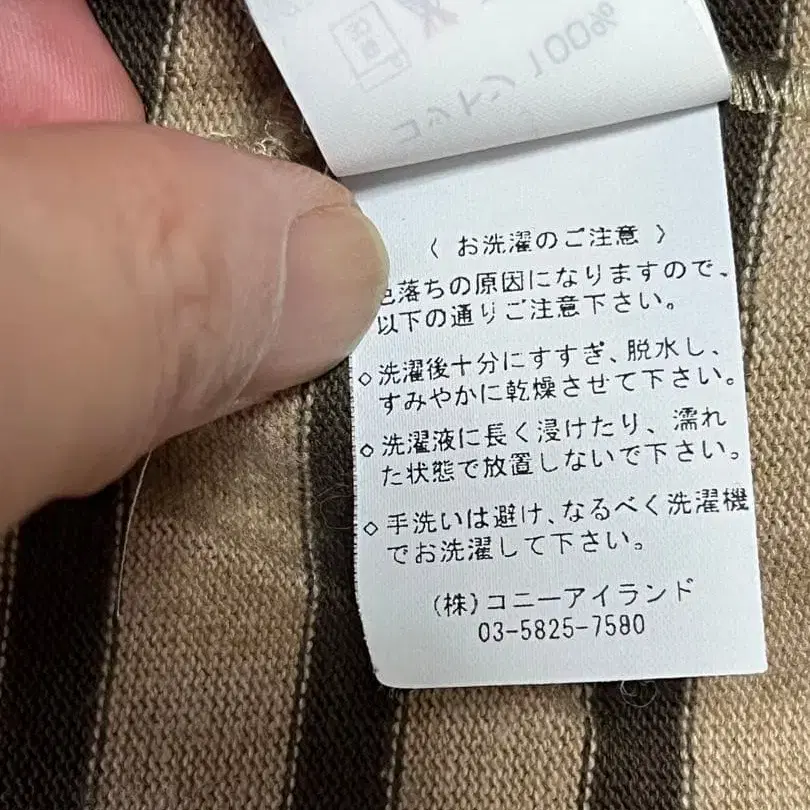 %001
〈 お洗濯のご注意 〉
色落ちの原因になりますので、
以下の通りご注意下さい。
◇ 洗濯後十分にすすぎ、脱水し、
すみやかに乾燥させて下さい。
◇ 洗濯液に長く浸けたり、濡れ
た状態で放置しないで下さい。
◇ 手洗いは避け、なるべく洗濯機
でお洗濯して下さい。
(株)コニーアイランド
03-5825-7580